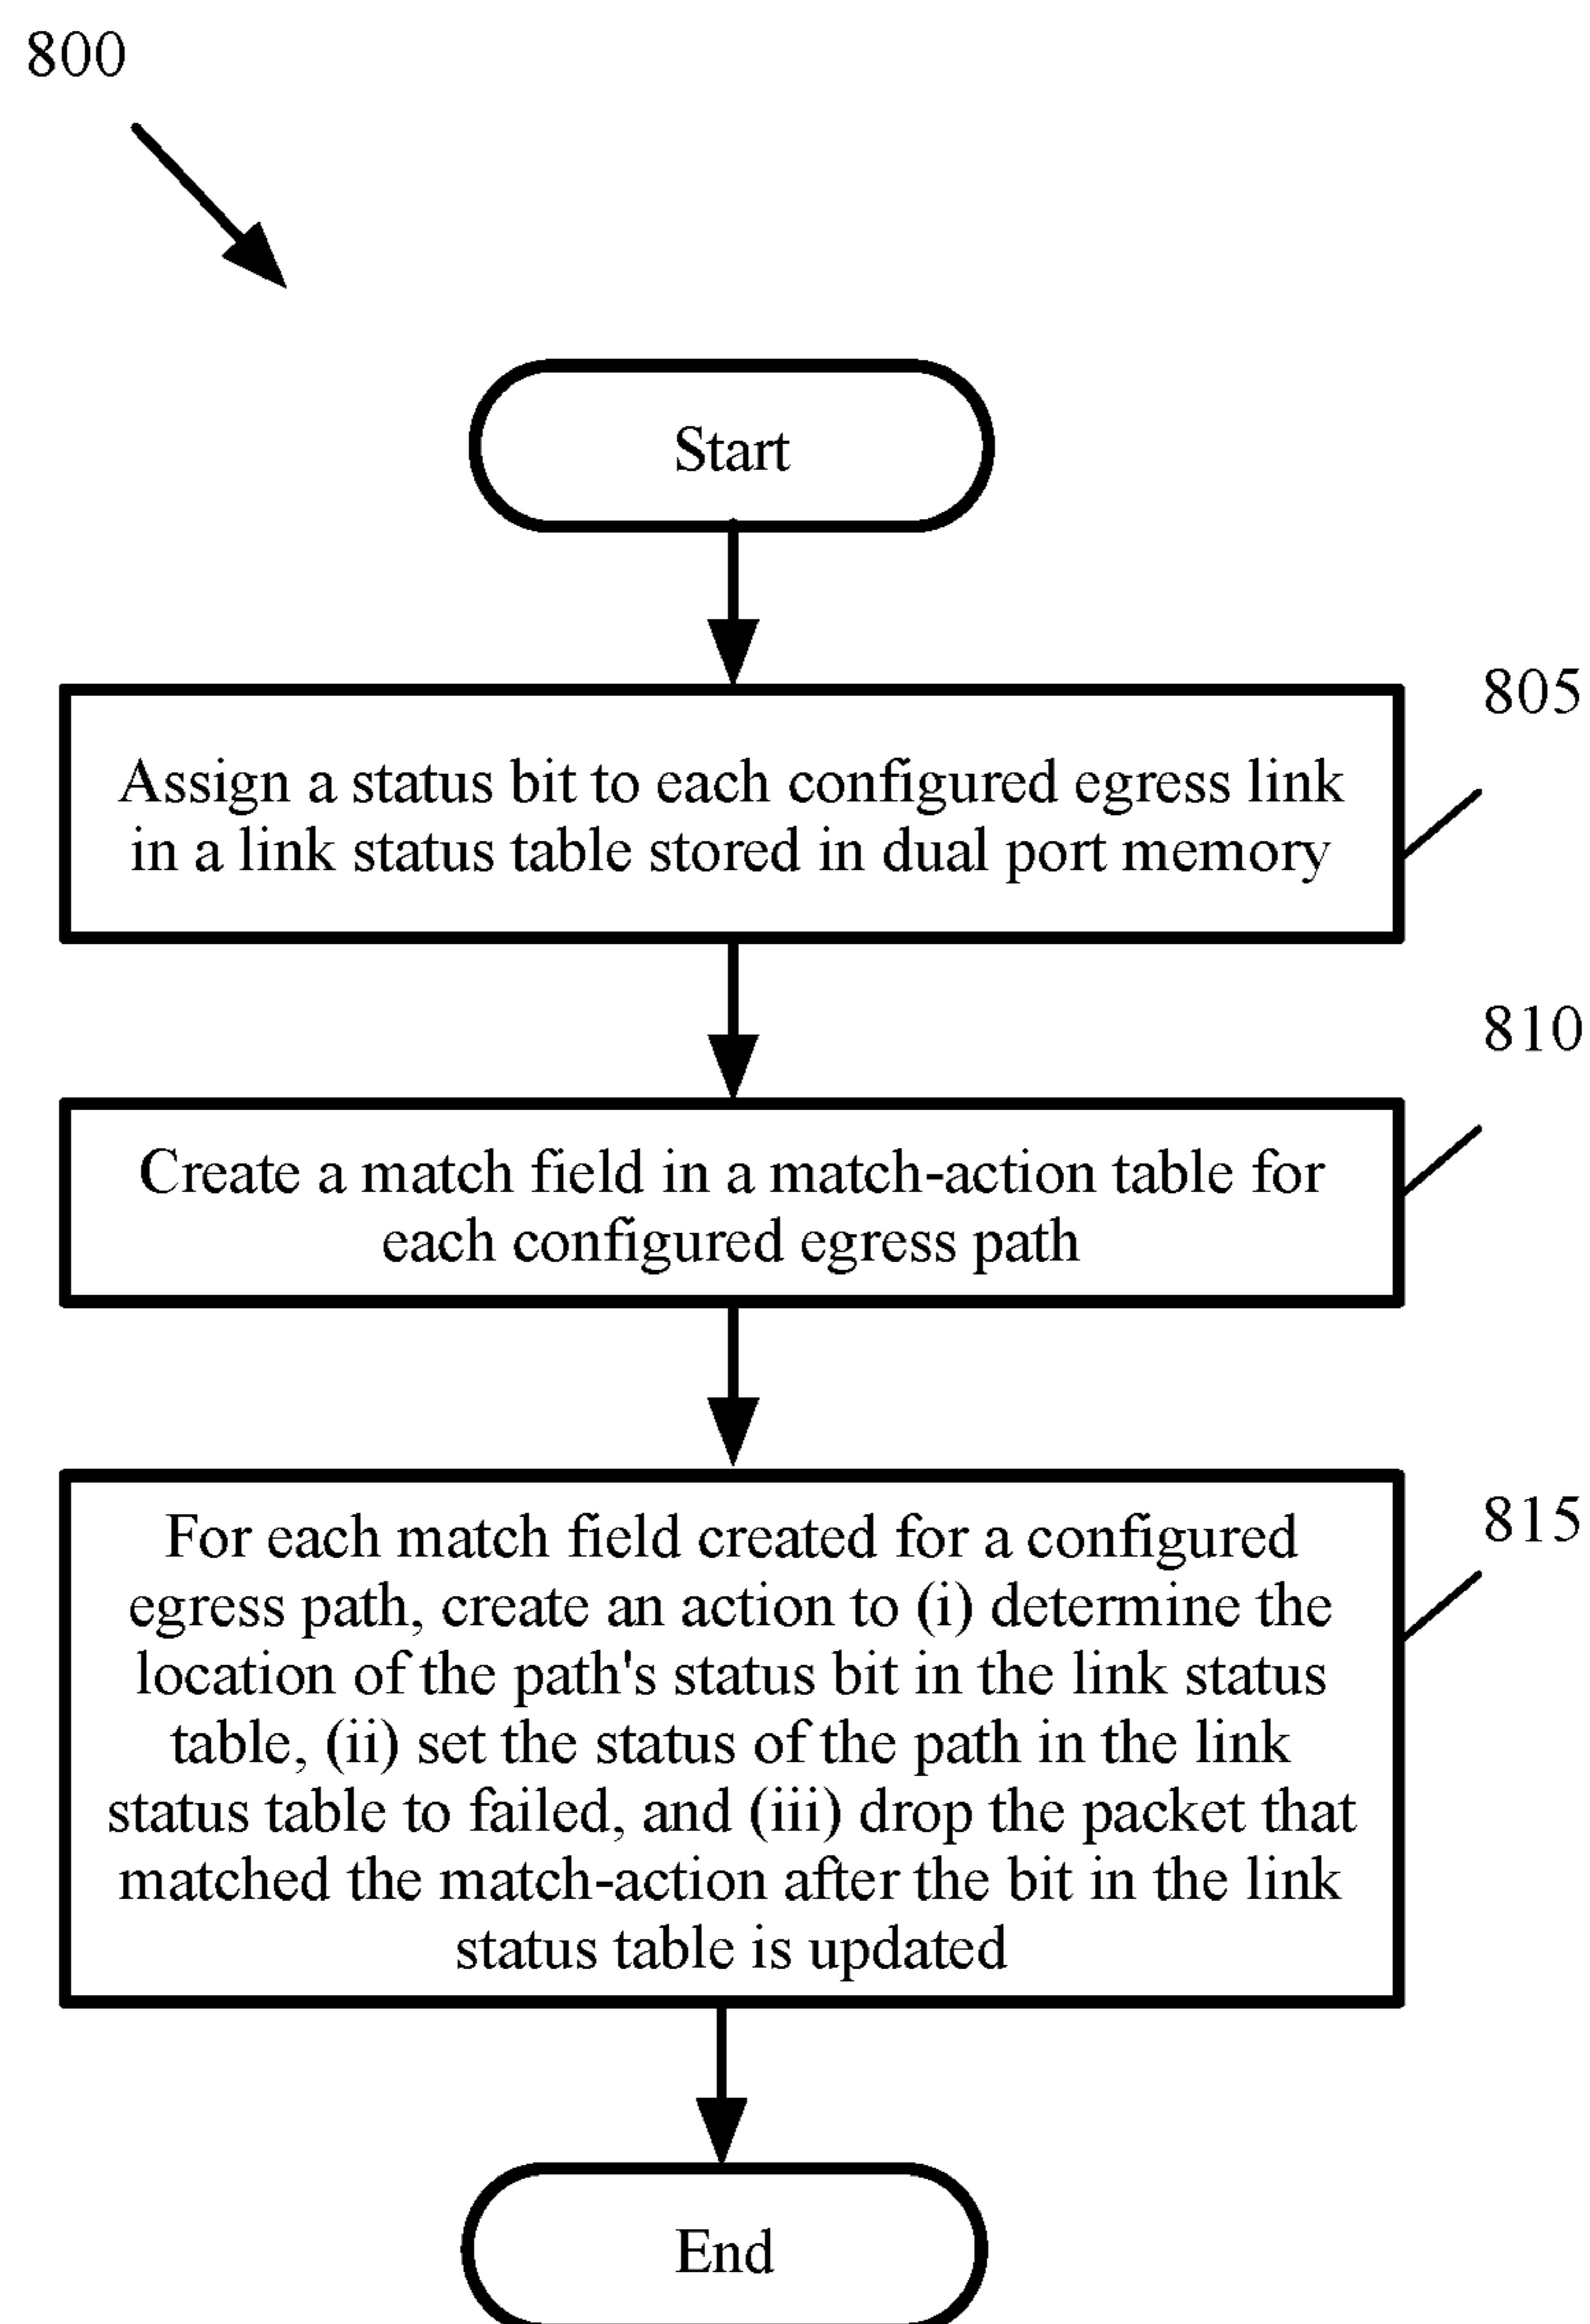 800
Start
805
Assign a status bit to each configured egress link
in a link status table stored in dual port memory
810
Create a match field in a match-action table for
each configured egress path
815
For each match field created for a configured
egress path, create an action to (i) determine the
location of the path's status bit in the link status
table, (ii) set the status of the path in the link
status table to failed, and (iii) drop the packet that
matched the match-action after the bit in the link
status table is updated
End